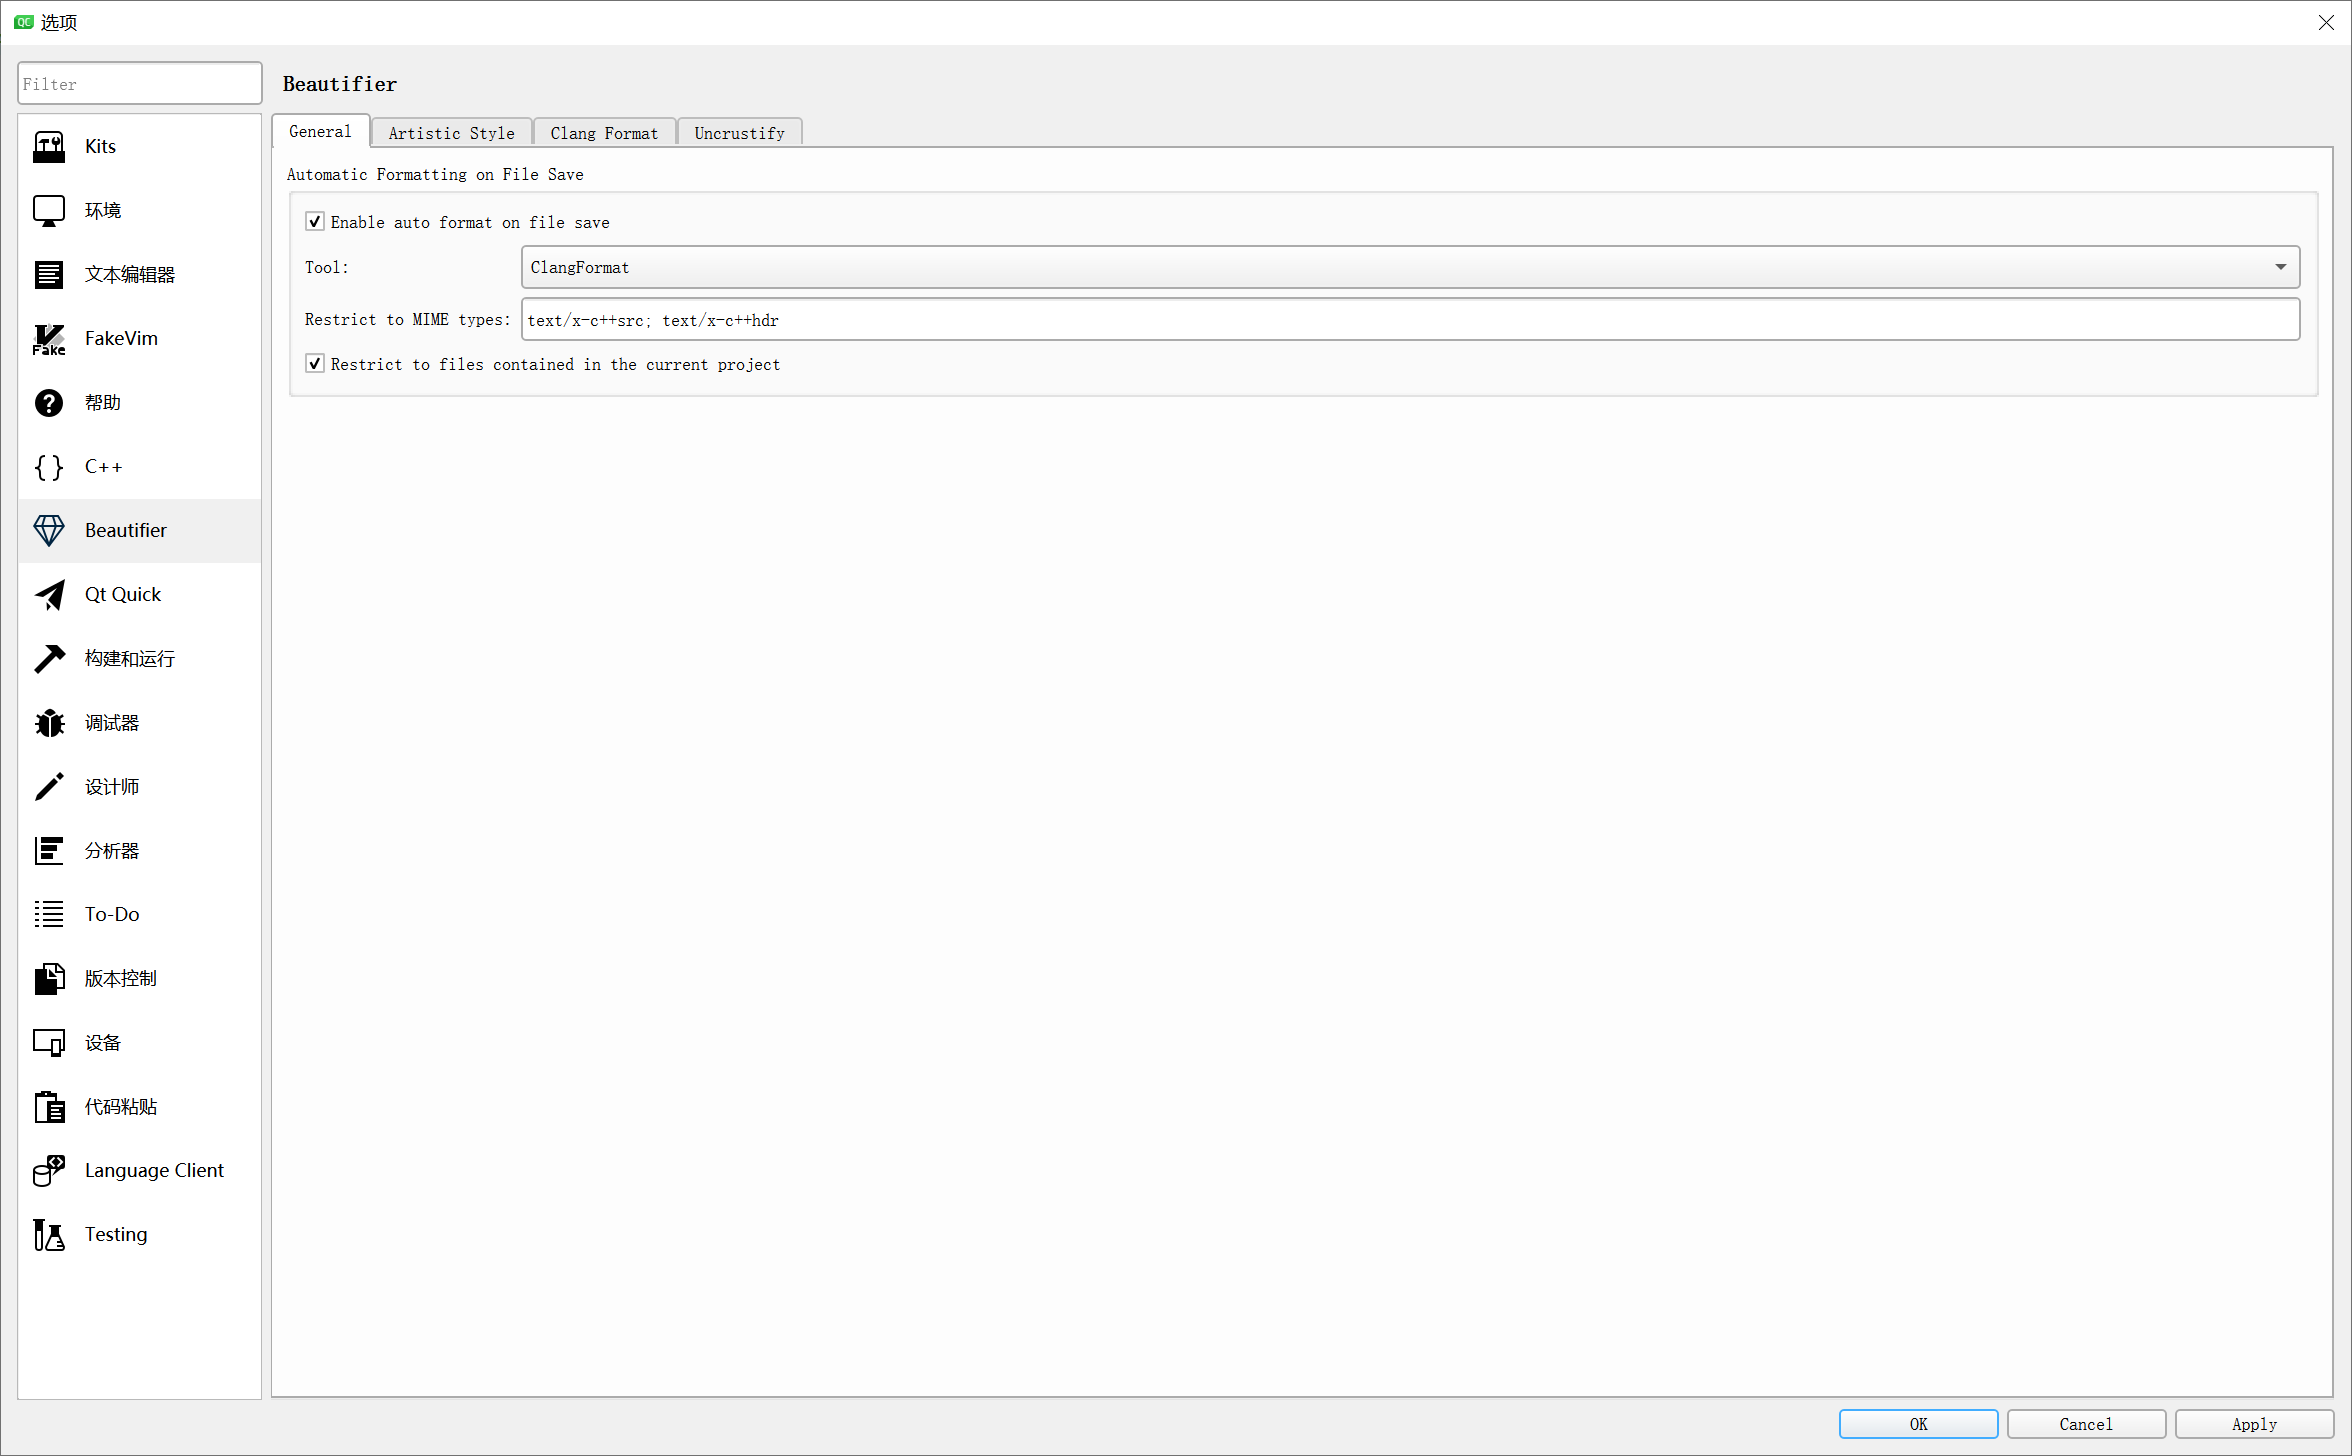 QC 选项
Filter
Kits
环境
文本编辑器
Fake
FakeVim
帮助
C++
Beautifier
Qt Quick
构建和运行
调试器
设计师
分析器
To-Do
版本控制
设备
代码粘贴
Language Client
Testing
Beautifier
General Artistic Style Clang Format Uncrustify
Automatic Formatting on File Save
Enable auto format on file save
Tool: ClangFormat
Restrict to MIME types: text/x-c++src; text/x-c++hdr
Restrict to files contained in the current project
OK Cancel Apply